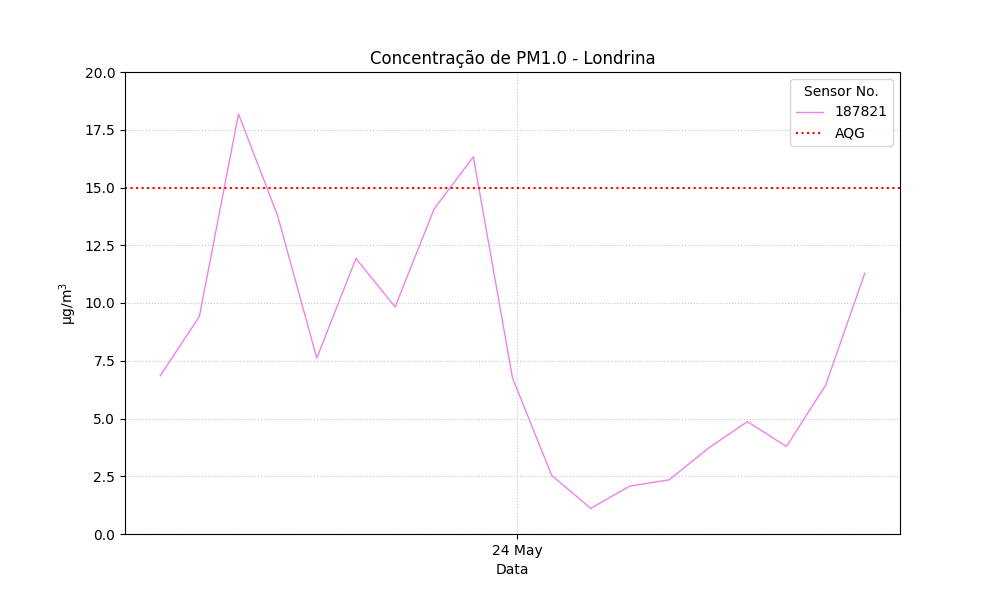 Concentração de PM1.0 - Londrina
20.0
17.5
15.0
12.5
10.0
7.5
5.0
2.5
0.0
µg/m³
Sensor No.
187821
AQG
24 May
Data